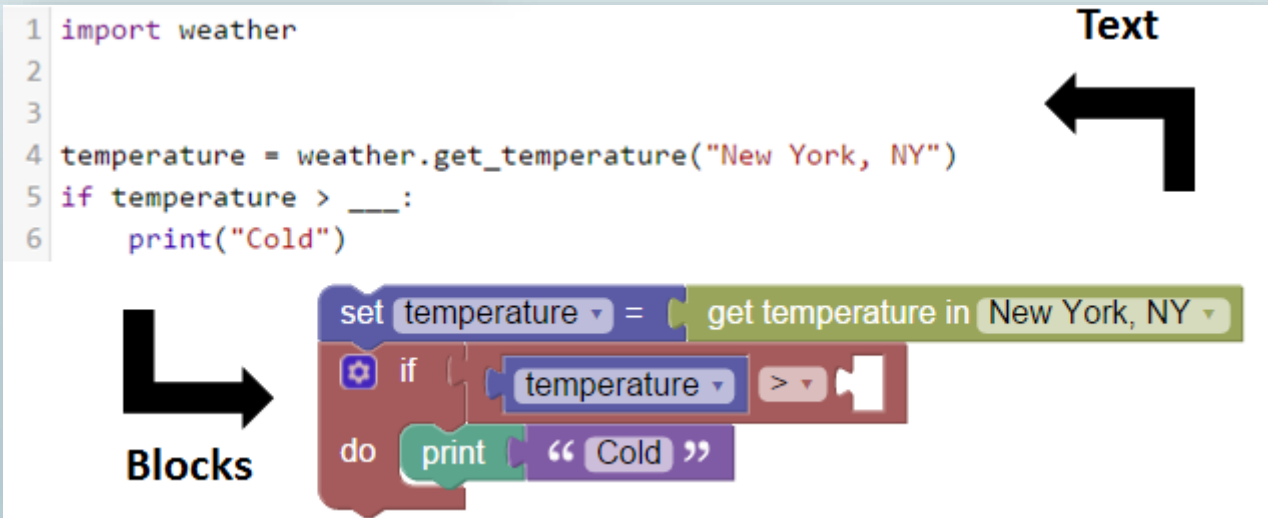 Text
1 import weather
2
3
4 temperature = weather.get_temperature("New York, NY")
5 if temperature > ___:
6     print("Cold")
set temperature = get temperature in New York, NY
if temperature >
do print “ Cold ”
Blocks